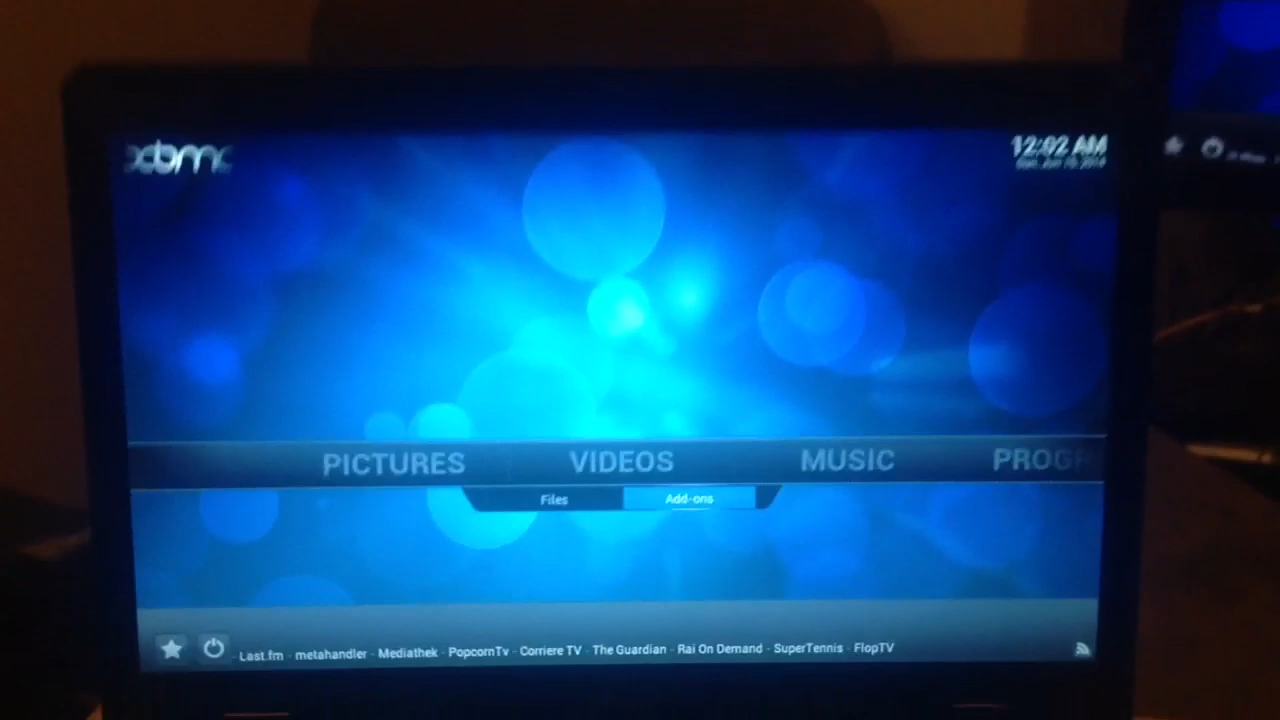 xbmc
12:02 AM
PICTURES VIDEOS MUSIC PROGR
Files Add-ons
Last.fm · metahandler · Mediathek · PopcornTv · Corriere TV · The Guardian · Rai On Demand · SuperTennis · FlopTV